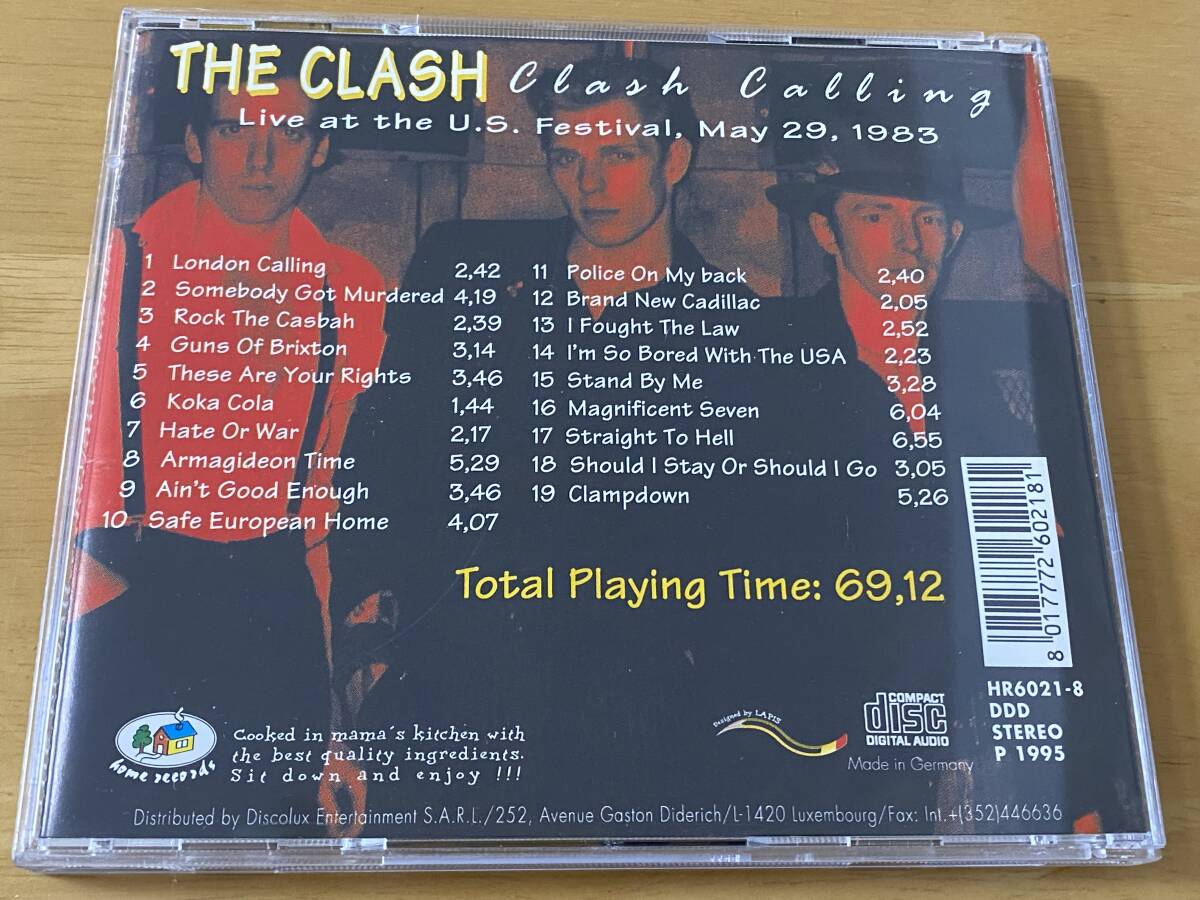 THE CLASH Clash Calling
Live at the U.S. Festival, May 29, 1983
1 London Calling 2,42
2 Somebody Got Murdered 4,19
3 Rock The Casbah 2,39
4 Guns Of Brixton 3,14
5 These Are Your Rights 3,46
6 Koka Cola 1,44
7 Hate Or War 2,17
8 Armagideon Time 5,29
9 Ain't Good Enough 3,46
10 Safe European Home 4,07
11 Police On My back 2,40
12 Brand New Cadillac 2,05
13 I Fought The Law 2,52
14 I'm So Bored With The USA 2,23
15 Stand By Me 3,28
16 Magnificent Seven 6,04
17 Straight To Hell 6,55
18 Should I Stay Or Should I Go 3,05
19 Clampdown 5,26
Total Playing Time: 69,12
8 017772 602181
HR6021-8
DDD
STEREO
P 1995
home records
Cooked in mama's kitchen with
the best quality ingredients.
Sit down and enjoy !!!
Designed by LAPIS
COMPACT
disc
DIGITAL AUDIO
Made in Germany
Distributed by Discolux Entertainment S.A.R.L./252, Avenue Gaston Diderich/L-1420 Luxembourg/Fax: Int.+(352)446636